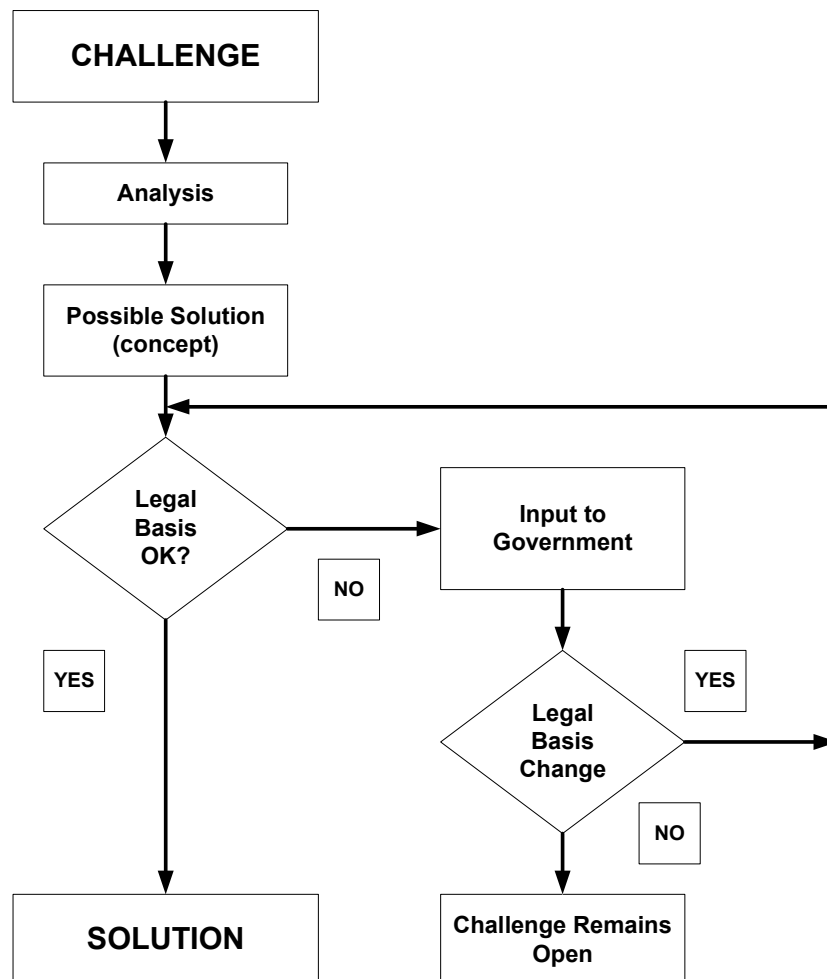 CHALLENGE
Analysis
Possible Solution
(concept)
Legal
Basis
OK?
Input to
Government
NO
YES
YES
Legal
Basis
Change
NO
SOLUTION
Challenge Remains
Open